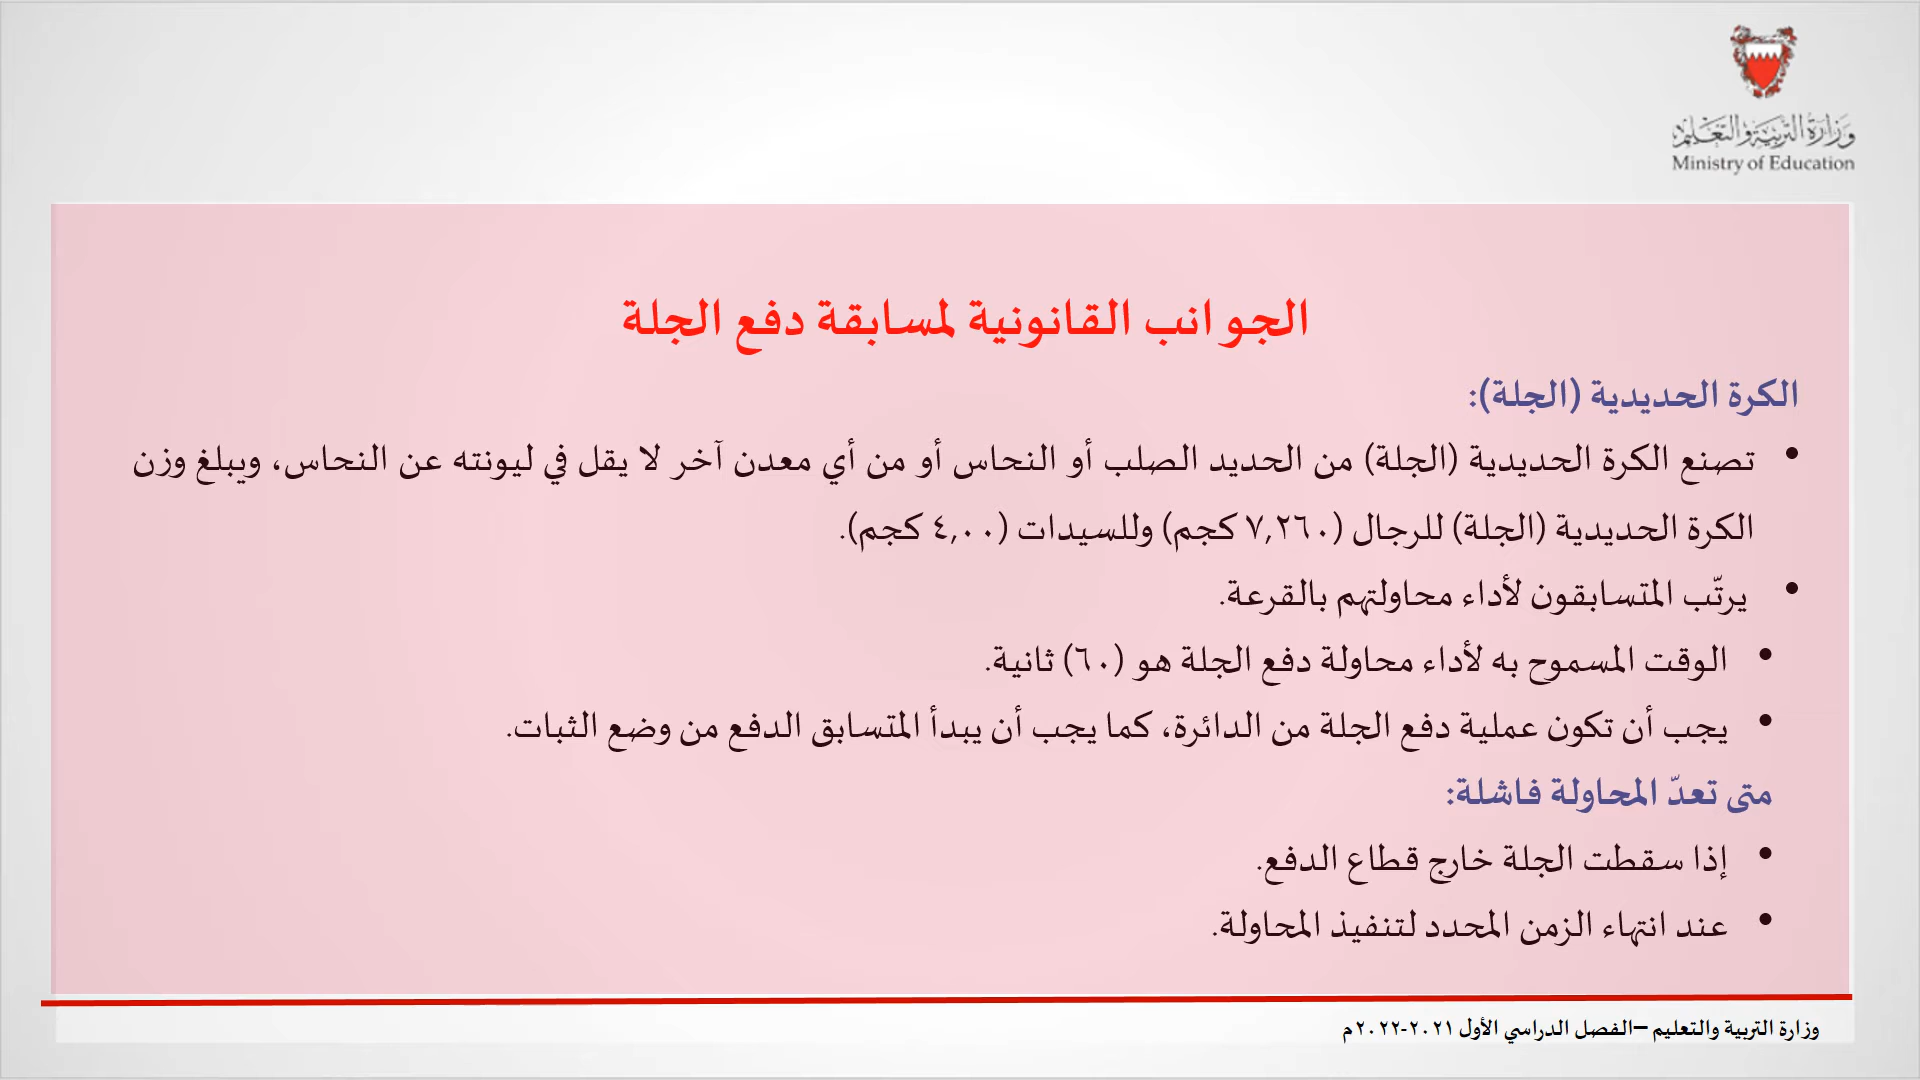 وزارة التربية والتعليم
Ministry of Education
الجوانب القانونية لمسابقة دفع الجلة
الكرة الحديدية (الجلة):
• تصنع الكرة الحديدية (الجلة) من الحديد الصلب أو النحاس أو من أي معدن آخر لا يقل في ليونته عن النحاس، ويبلغ وزن
الكرة الحديدية (الجلة) للرجال (٧,٢٦٠ كجم) وللسيدات (٤,٠٠ كجم).
• يرتّب المتسابقون لأداء محاولتهم بالقرعة.
• الوقت المسموح به لأداء محاولة دفع الجلة هو (٦٠) ثانية.
• يجب أن تكون عملية دفع الجلة من الدائرة، كما يجب أن يبدأ المتسابق الدفع من وضع الثبات.
متى تعدّ المحاولة فاشلة:
• إذا سقطت الجلة خارج قطاع الدفع.
• عند انتهاء الزمن المحدد لتنفيذ المحاولة.
وزارة التربية والتعليم –الفصل الدراسي الأول ٢٠٢١-٢٠٢٢م